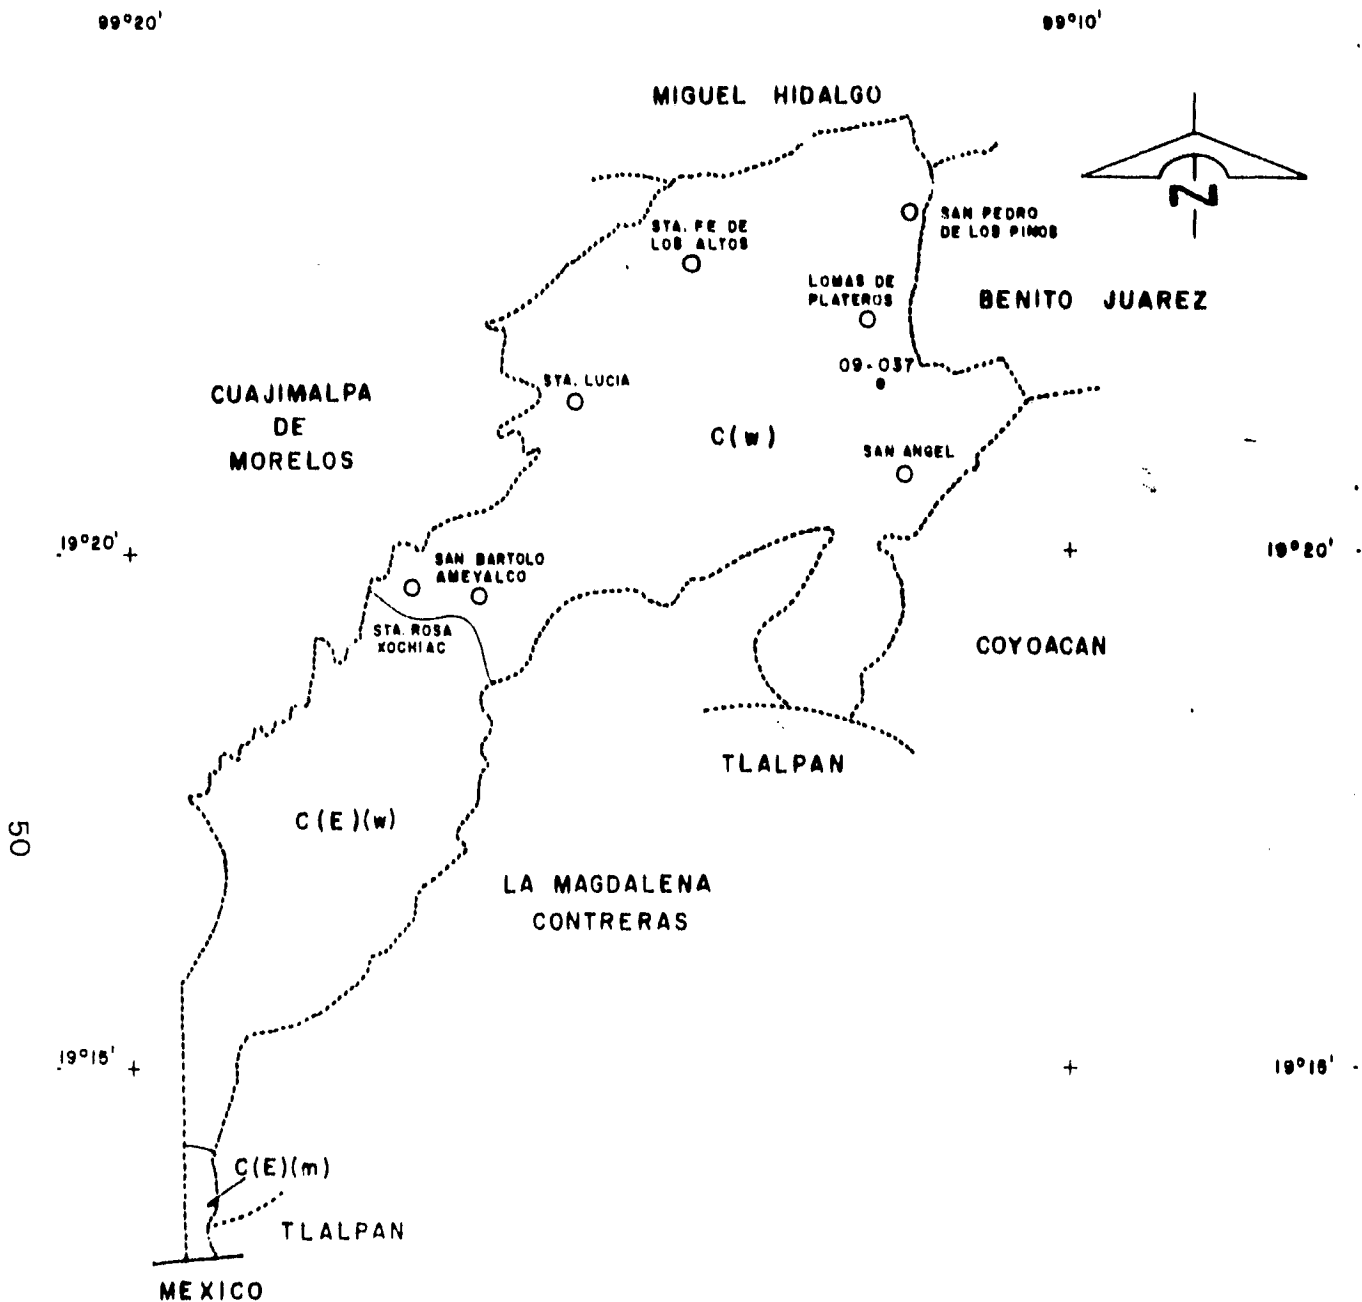 99°20'
99°10'
MIGUEL HIDALGO
N
SAN PEDRO
DE LOS PINOS
STA. FE DE
LOS ALTOS
LOMAS DE
PLATEROS
BENITO JUAREZ
09-037
STA. LUCIA
CUAJIMALPA
DE
MORELOS
C(w)
SAN ANGEL
19°20'
19°20'
SAN BARTOLO
AMEYALCO
STA. ROSA
XOCHIAC
COYOACAN
TLALPAN
C(E)(w)
50
LA MAGDALENA
CONTRERAS
19°15'
19°15'
C(E)(m)
TLALPAN
MEXICO